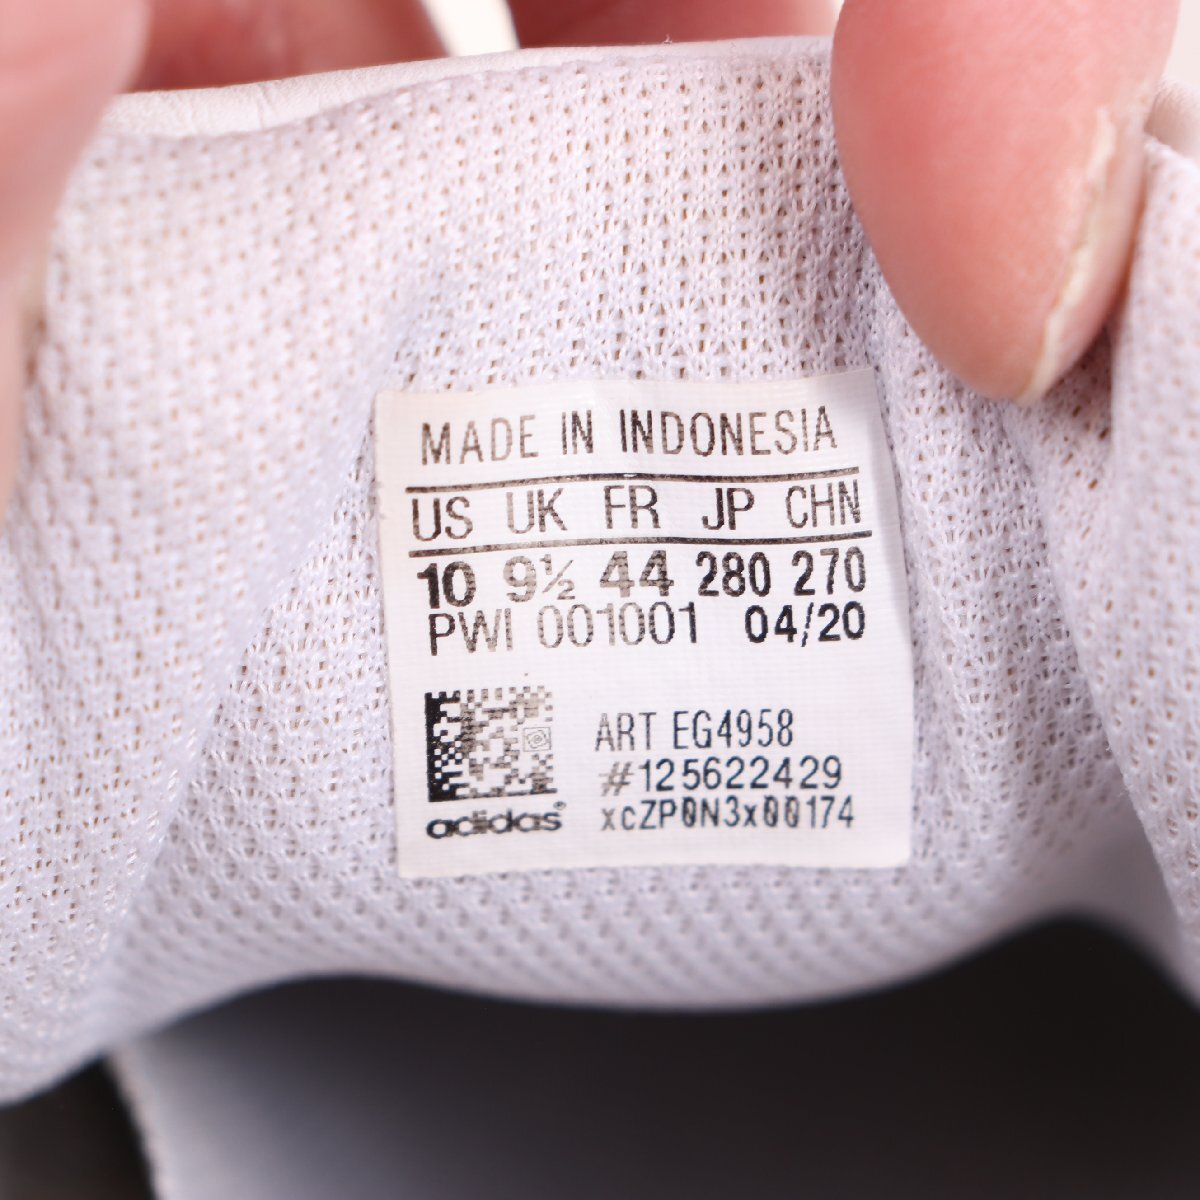 MADE IN INDONESIA
US UK FR JP CHN
10 9½ 44 280 270
PWI 001001 04/20
ART EG4958
#125622429
adidas® xcZP0N3x00174